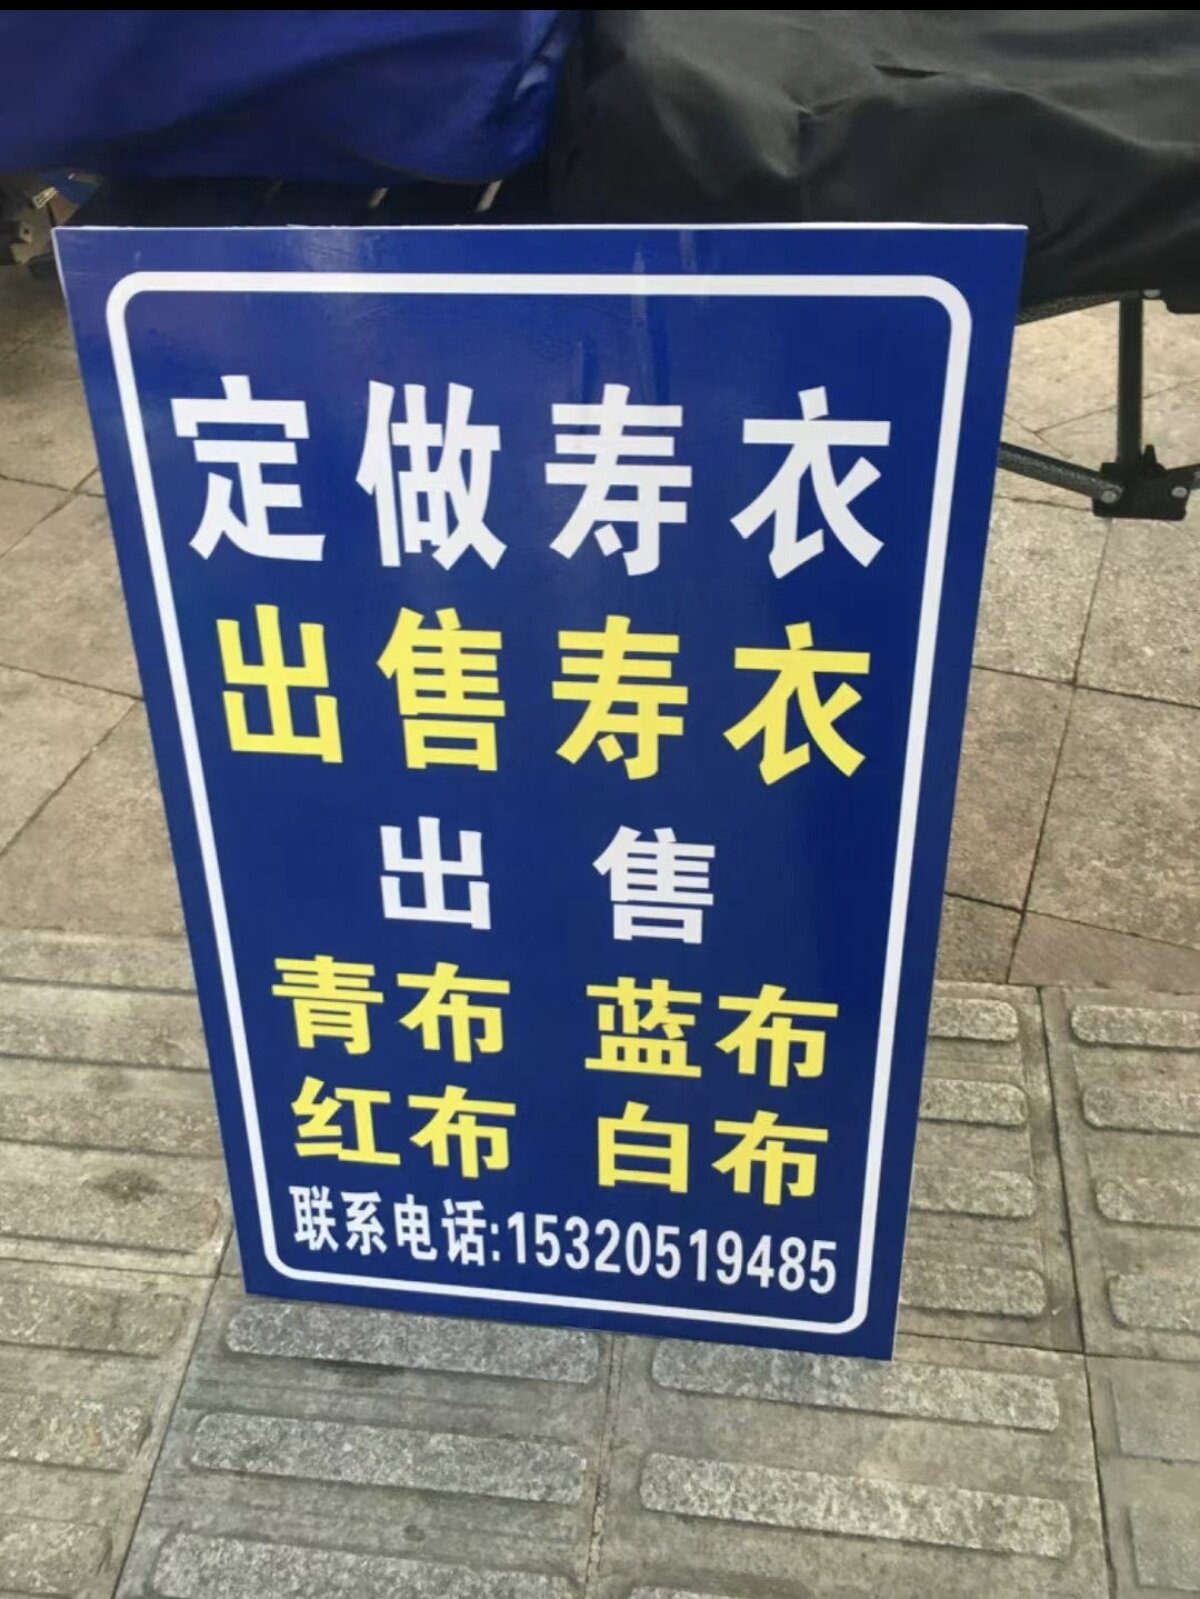 定做寿衣
出售寿衣
出售
青布 蓝布
红布 白布
联系电话:15320519485